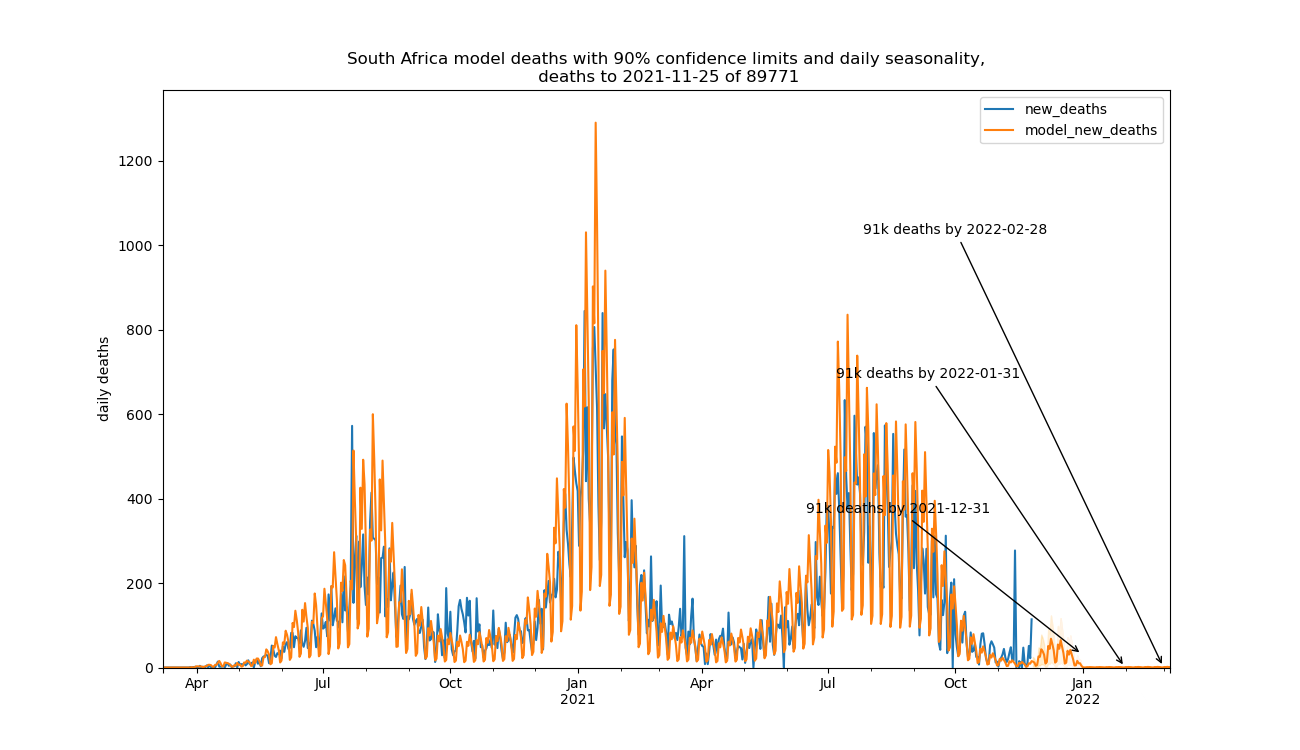 South Africa model deaths with 90% confidence limits and daily seasonality,
deaths to 2021-11-25 of 89771
new_deaths
model_new_deaths
1200
1000
800
600
400
200
0
daily deaths
91k deaths by 2022-02-28
91k deaths by 2022-01-31
91k deaths by 2021-12-31
Apr
Jul
Oct
Jan
2021
Apr
Jul
Oct
Jan
2022